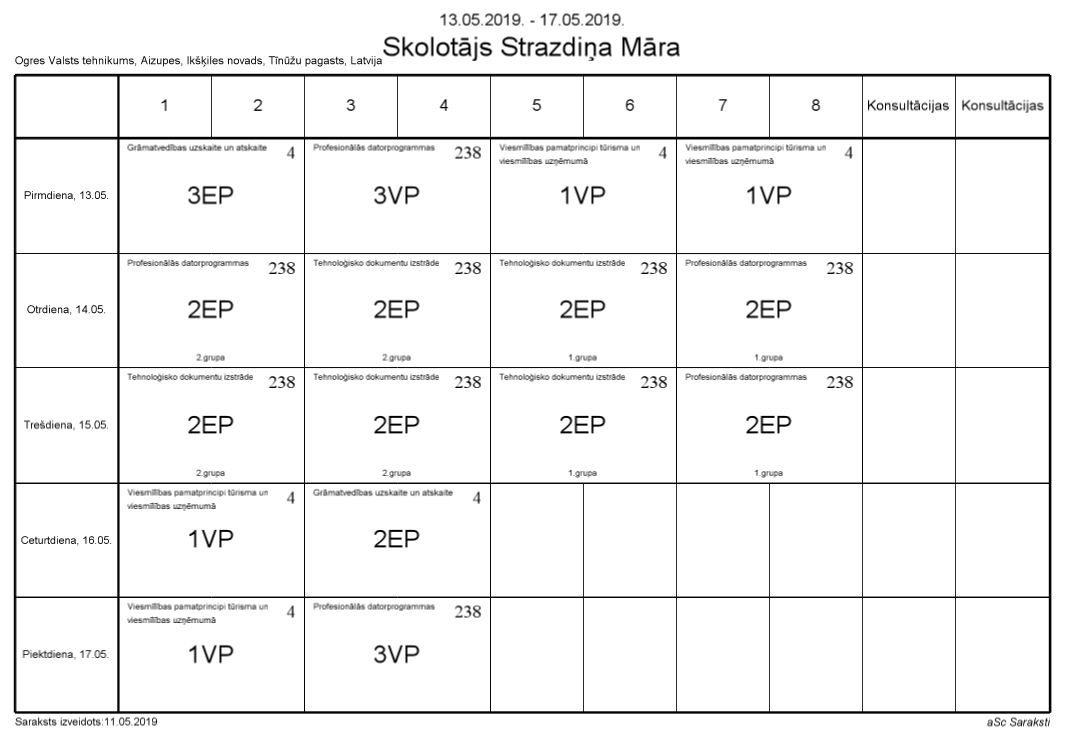 13.05.2019. - 17.05.2019.
Skolotājs Strazdiņa Māra
Ogres Valsts tehnikums, Aizupes, Ikšķiles novads, Tīnūžu pagasts, Latvija
1 2 3 4 5 6 7 8 Konsultācijas Konsultācijas
Pirmdiena, 13.05.
Grāmatvedības uzskaite un atskaite 4
3EP
Profesionālās datorprogrammas 238
3VP
Viesmīlības pamatprincipi tūrisma un 4
viesmīlības uzņēmumā
1VP
Viesmīlības pamatprincipi tūrisma un 4
viesmīlības uzņēmumā
1VP
Otrdiena, 14.05.
Profesionālās datorprogrammas 238
2EP
2.grupa
Tehnoloģisko dokumentu izstrāde 238
2EP
2.grupa
Tehnoloģisko dokumentu izstrāde 238
2EP
1.grupa
Profesionālās datorprogrammas 238
2EP
1.grupa
Trešdiena, 15.05.
Tehnoloģisko dokumentu izstrāde 238
2EP
2.grupa
Tehnoloģisko dokumentu izstrāde 238
2EP
2.grupa
Tehnoloģisko dokumentu izstrāde 238
2EP
1.grupa
Profesionālās datorprogrammas 238
2EP
1.grupa
Ceturtdiena, 16.05.
Viesmīlības pamatprincipi tūrisma un 4
viesmīlības uzņēmumā
1VP
Grāmatvedības uzskaite un atskaite 4
2EP
Piektdiena, 17.05.
Viesmīlības pamatprincipi tūrisma un 4
viesmīlības uzņēmumā
1VP
Profesionālās datorprogrammas 238
3VP
Saraksts izveidots:11.05.2019
aSc Saraksti